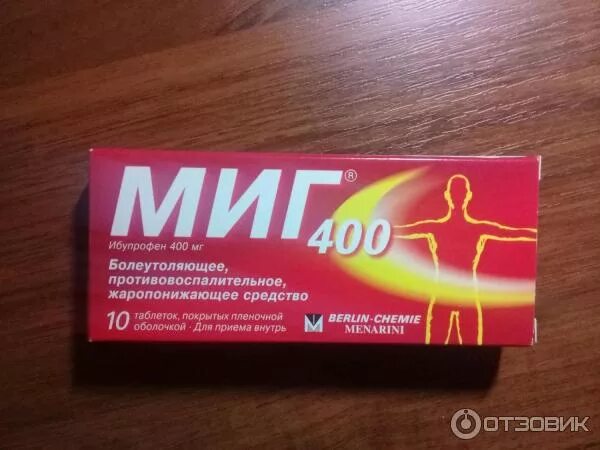 МИГ®
400
Ибупрофен 400 мг
Болеутоляющее,
противовоспалительное,
жаропонижающее средство
10 таблеток, покрытых пленочной
оболочкой · Для приема внутрь
BERLIN-CHEMIE
MENARINI
ОТЗОВИК